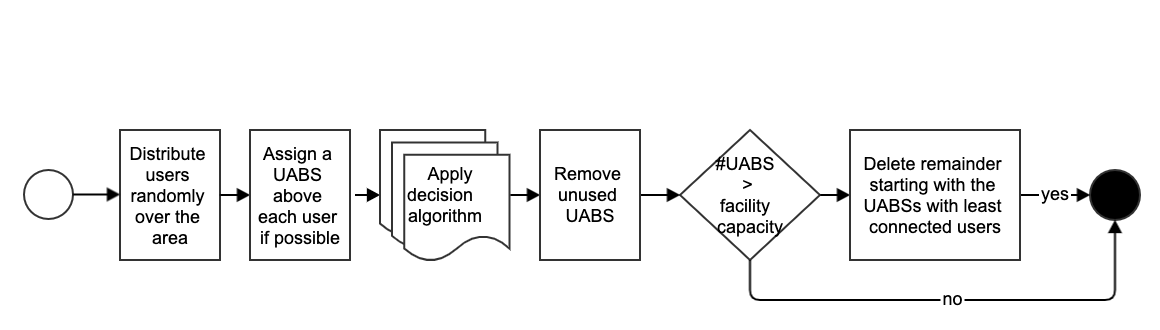 Distribute
users
randomly
over the
area
Assign a
UABS
above
each user
if possible
Apply
decision
algorithm
Remove
unused
UABS
#UABS
>
facility
capacity
Delete remainder
starting with the
UABSs with least
connected users
yes
no